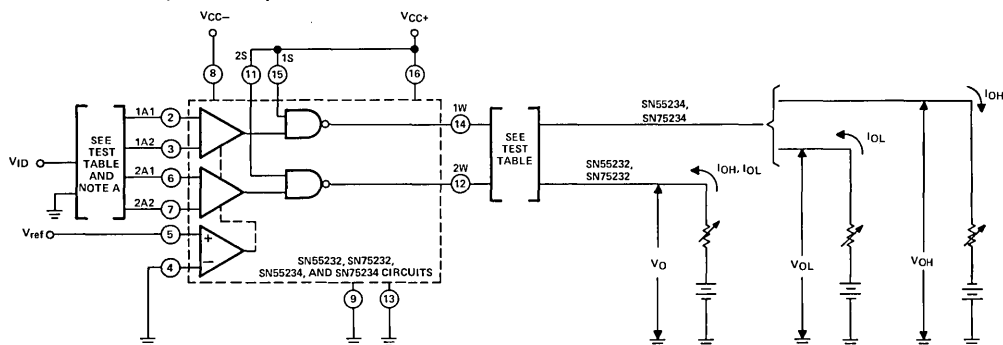 VCC−
VCC+
2S
1S
8
11
15
16
1A1
2
1A2
3
2A1
6
2A2
7
VID
SEE
TEST
TABLE
AND
NOTE A
Vref
5
+
4
−
1W
14
2W
12
SEE
TEST
TABLE
SN55232, SN75232,
SN55234, AND SN75234 CIRCUITS
9
13
SN55234,
SN75234
SN55232,
SN75232
IOH, IOL
IOL
IOH
VO
VOL
VOH